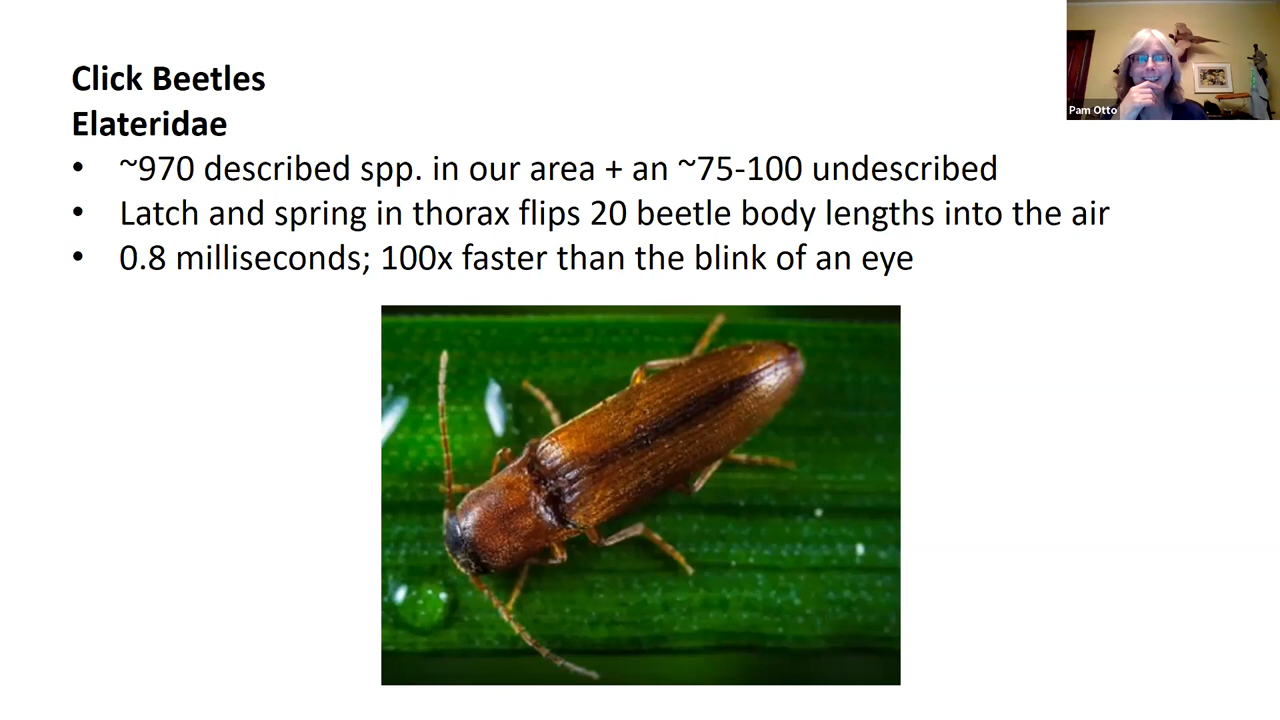 Click Beetles
Elateridae
• ~970 described spp. in our area + an ~75-100 undescribed
• Latch and spring in thorax flips 20 beetle body lengths into the air
• 0.8 milliseconds; 100x faster than the blink of an eye
Pam Otto